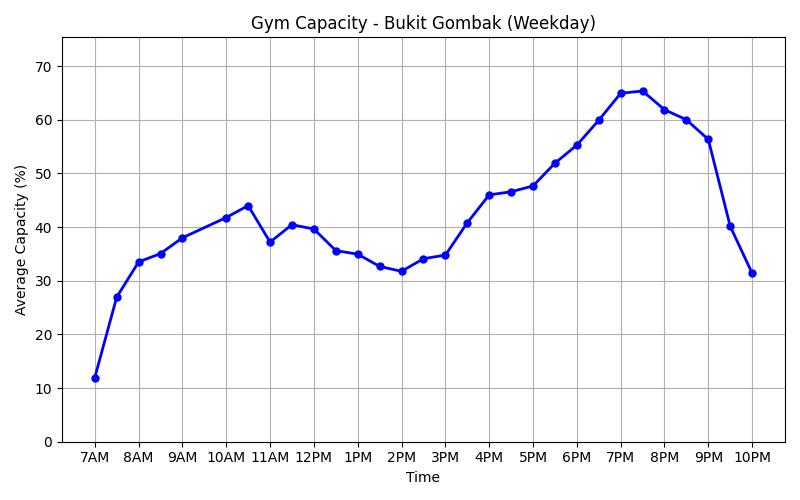 Gym Capacity - Bukit Gombak (Weekday)
Average Capacity (%)
70
60
50
40
30
20
10
0
7AM 8AM 9AM 10AM 11AM 12PM 1PM 2PM 3PM 4PM 5PM 6PM 7PM 8PM 9PM 10PM
Time